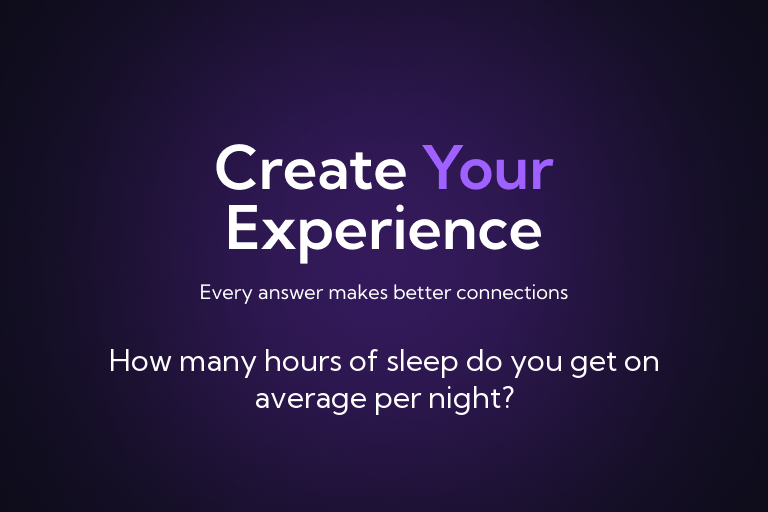 Create Your
Experience
Every answer makes better connections
How many hours of sleep do you get on
average per night?